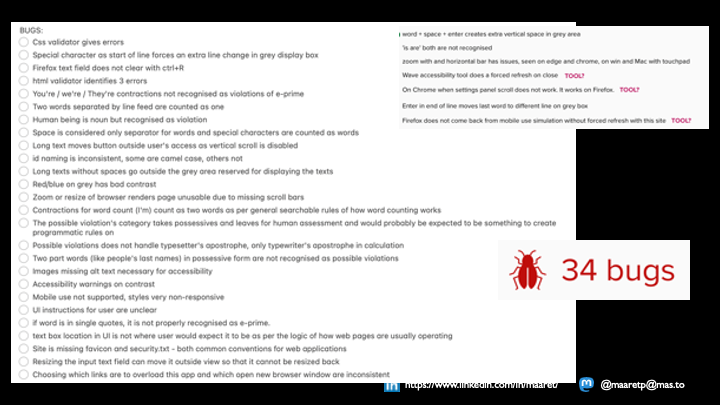 BUGS:
Css validator gives errors
Special character as start of line forces an extra line change in grey display box
Firefox text field does not clear with ctrl+R
html validator identifies 3 errors
You're / we're / They're contractions not recognised as violations of e-prime
Two words separated by line feed are counted as one
Human being is noun but recognised as violation
Space is considered only separator for words and special characters are counted as words
Long text moves button outside user's access as vertical scroll is disabled
id naming is inconsistent, some are camel case, others not
Long texts without spaces go outside the grey area reserved for displaying the texts
Red/blue on grey has bad contrast
Zoom or resize of browser renders page unusable due to missing scroll bars
Contractions for word count (I'm) count as two words as per general searchable rules of how word counting works
The possible violation's category takes possessives and leaves for human assessment and would probably be expected to be something to create
programmatic rules on
Possible violations does not handle typesetter's apostrophe, only typewriter's apostrophe in calculation
Two part words (like people's last names) in possessive form are not recognised as possible violations
Images missing alt text necessary for accessibility
Accessibility warnings on contrast
Mobile use not supported, styles very non-responsive
UI instructions for user are unclear
if word is in single quotes, it is not properly recognised as e-prime.
text box location in UI is not where user would expect it to be as per the logic of how web pages are usually operating
Site is missing favicon and security.txt - both common conventions for web applications
Resizing the input text field can move it outside view so that it cannot be resized back
Choosing which links are to overload this app and which open new browser window are inconsistent
word + space + enter creates extra vertical space in grey area
'is are' both are not recognised
zoom with and horizontal bar has issues, seen on edge and chrome, on win and Mac with touchpad
Wave accessibility tool does a forced refresh on close TOOL?
On Chrome when settings panel scroll does not work. It works on Firefox. TOOL?
Enter in end of line moves last word to different line on grey box
Firefox does not come back from mobile use simulation without forced refresh with this site TOOL?
34 bugs
in https://www.linkedin.com/in/maaret/
@maaretp@mas.to